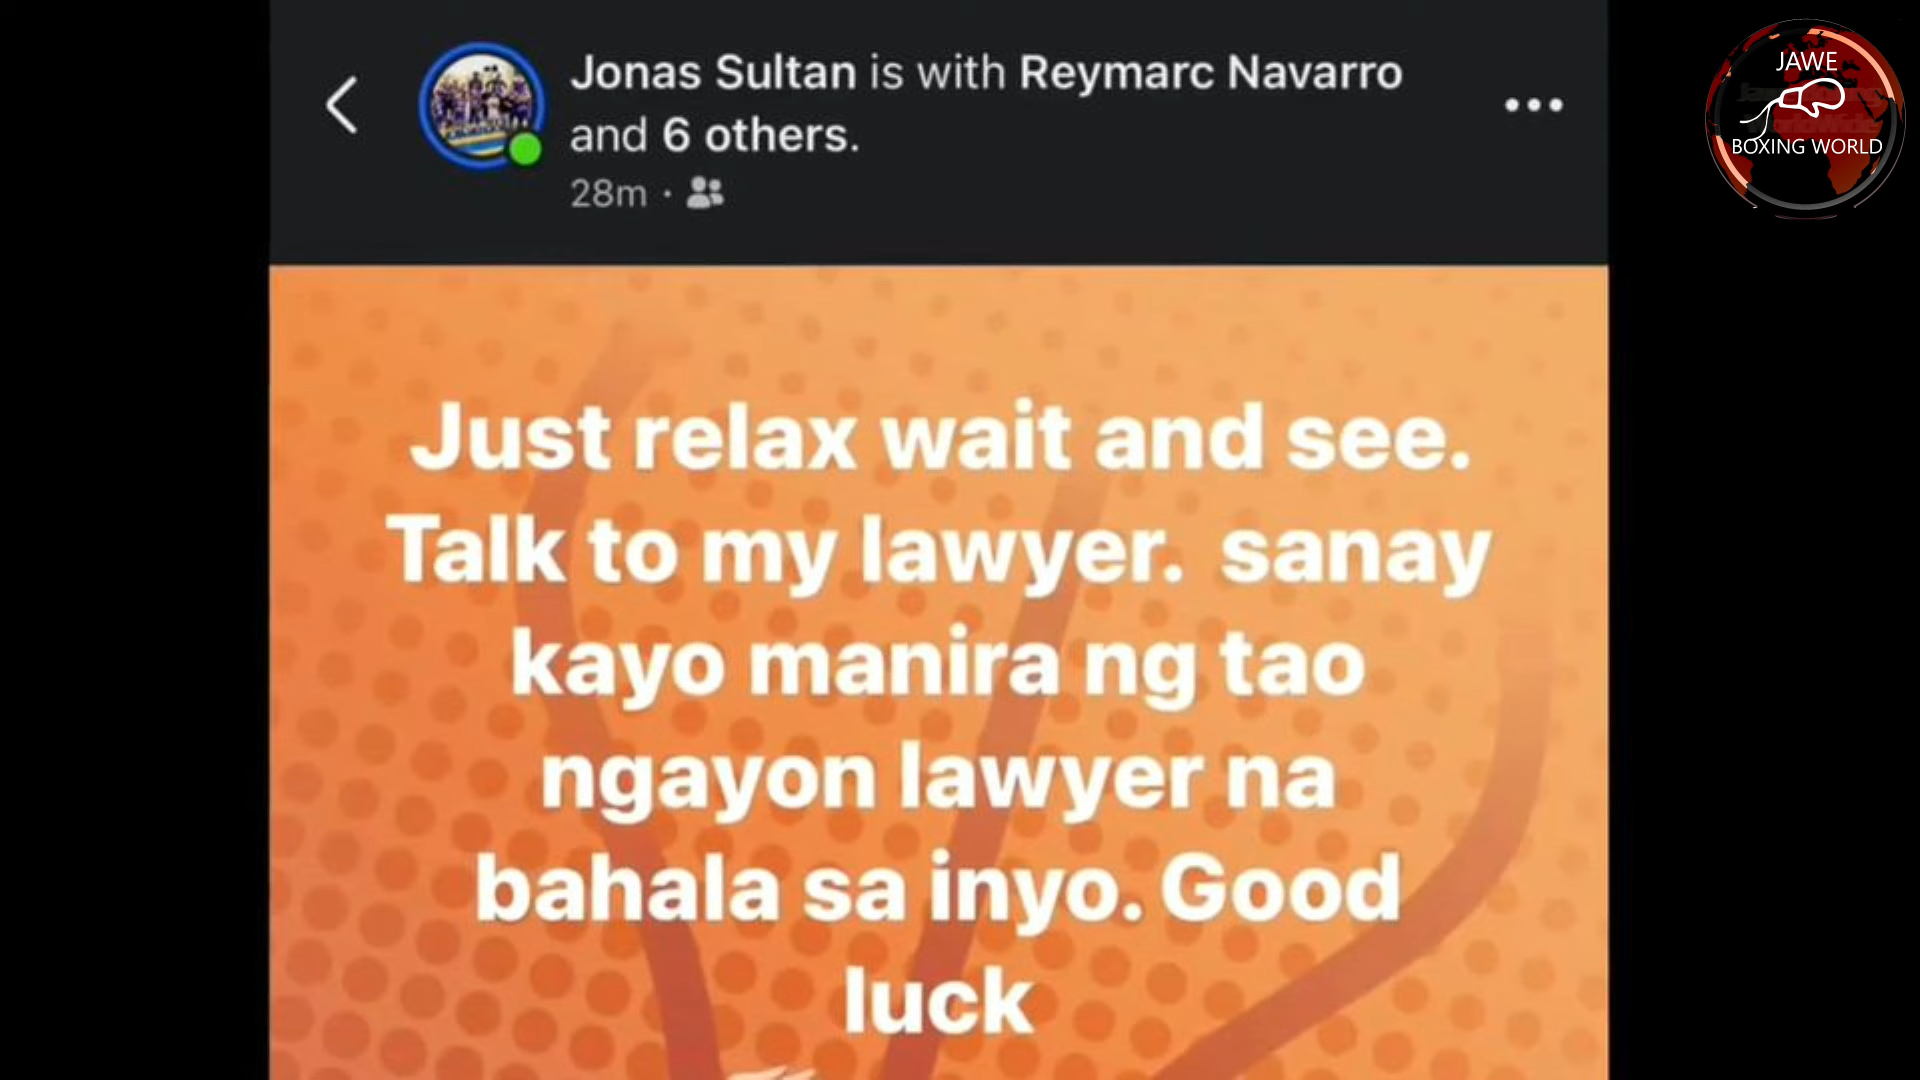 Jonas Sultan is with Reymarc Navarro
and 6 others.
28m ·
JAWE
BOXING WORLD
Just relax wait and see.
Talk to my lawyer. sanay
kayo manira ng tao
ngayon lawyer na
bahala sa inyo. Good
luck